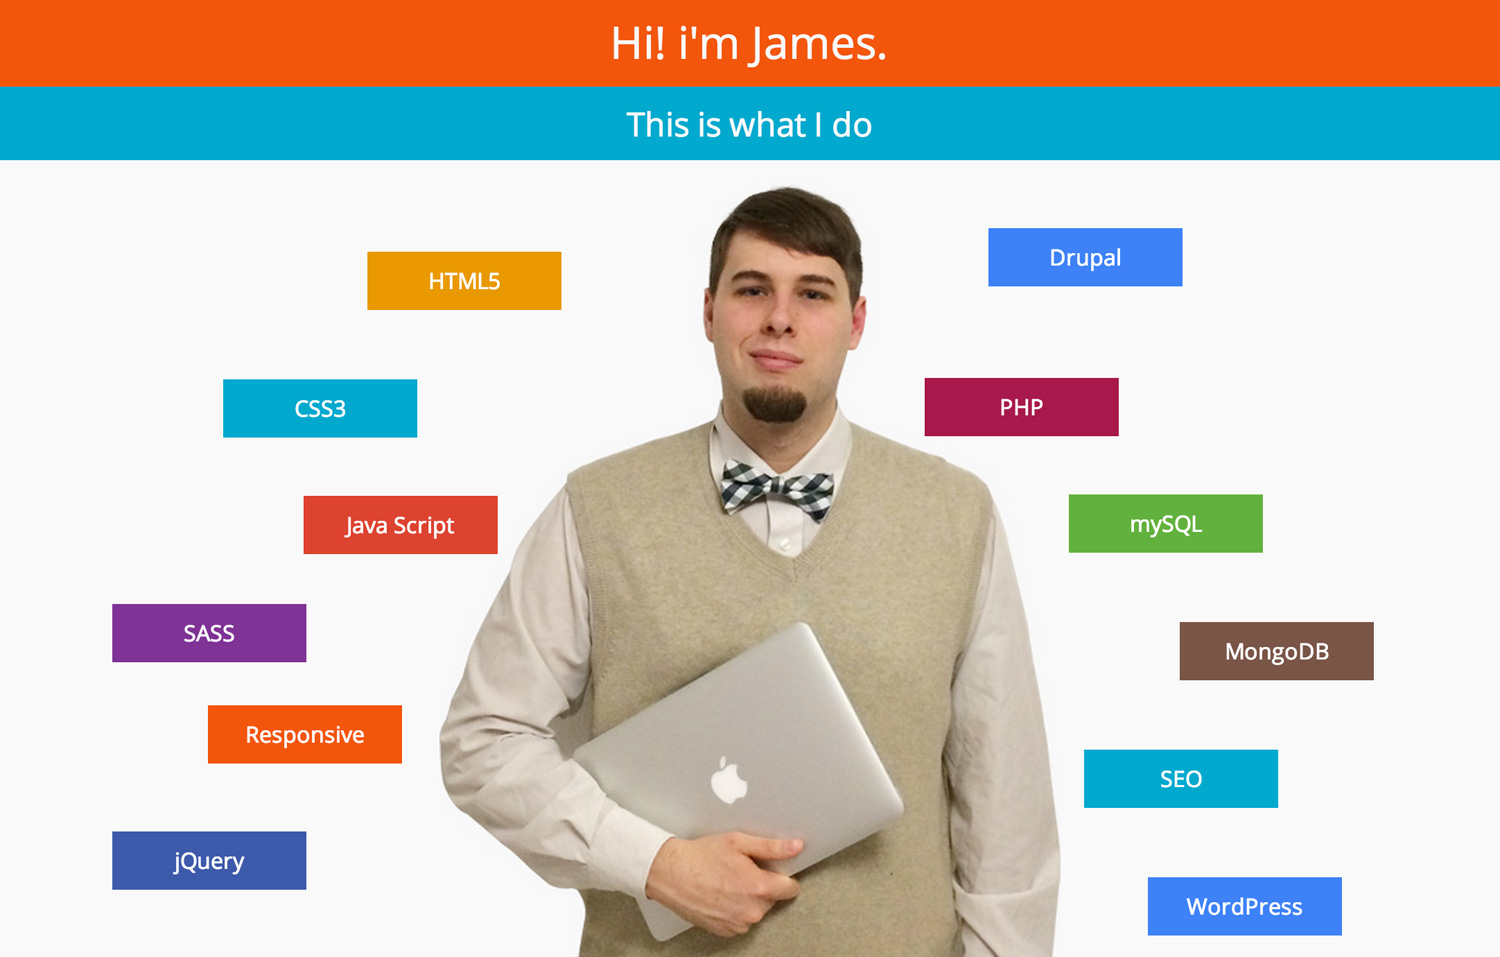 Hi! i'm James.
This is what I do
HTML5
Drupal
CSS3
PHP
Java Script
mySQL
SASS
MongoDB
Responsive
SEO
jQuery
WordPress